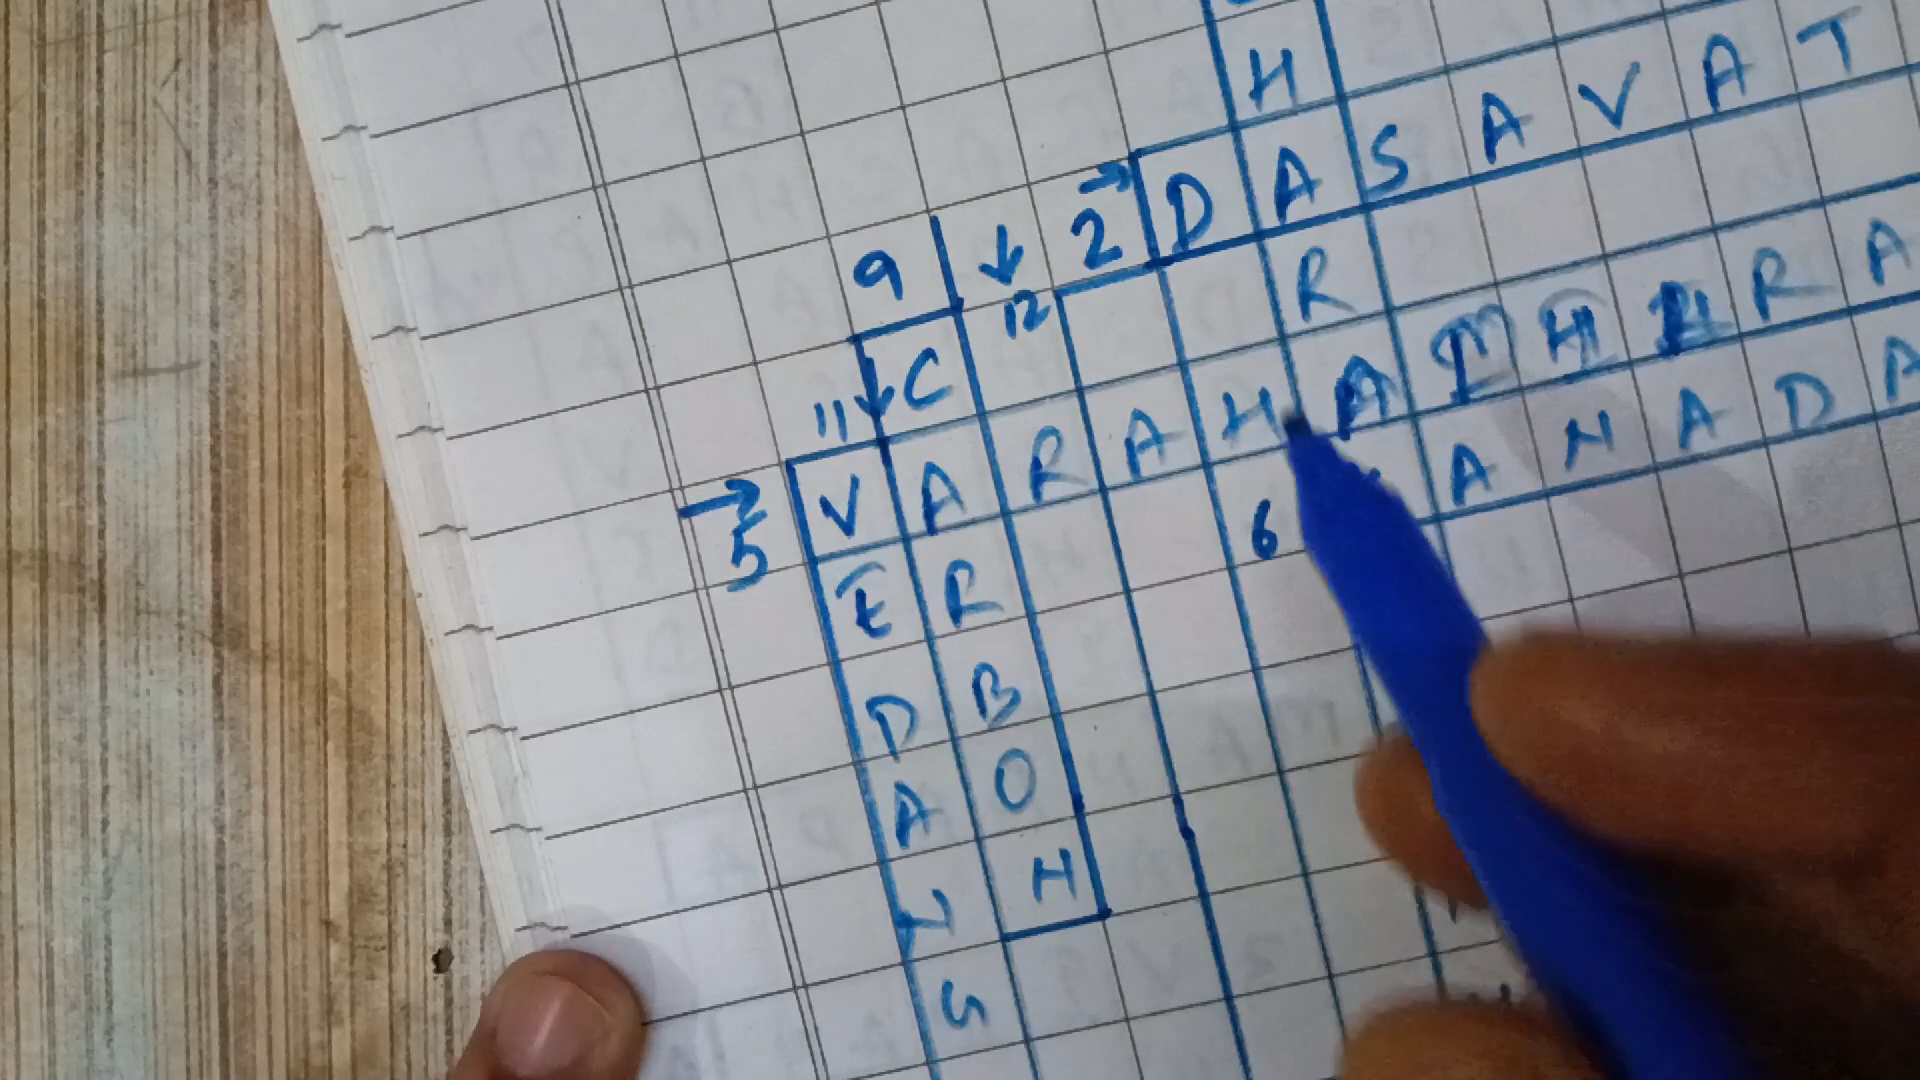 H
2 D A S A V A T
9 12 R
11 C
5 V A R A H A M H I R A
E R 6 A N A D A
D B
A O
N N
G